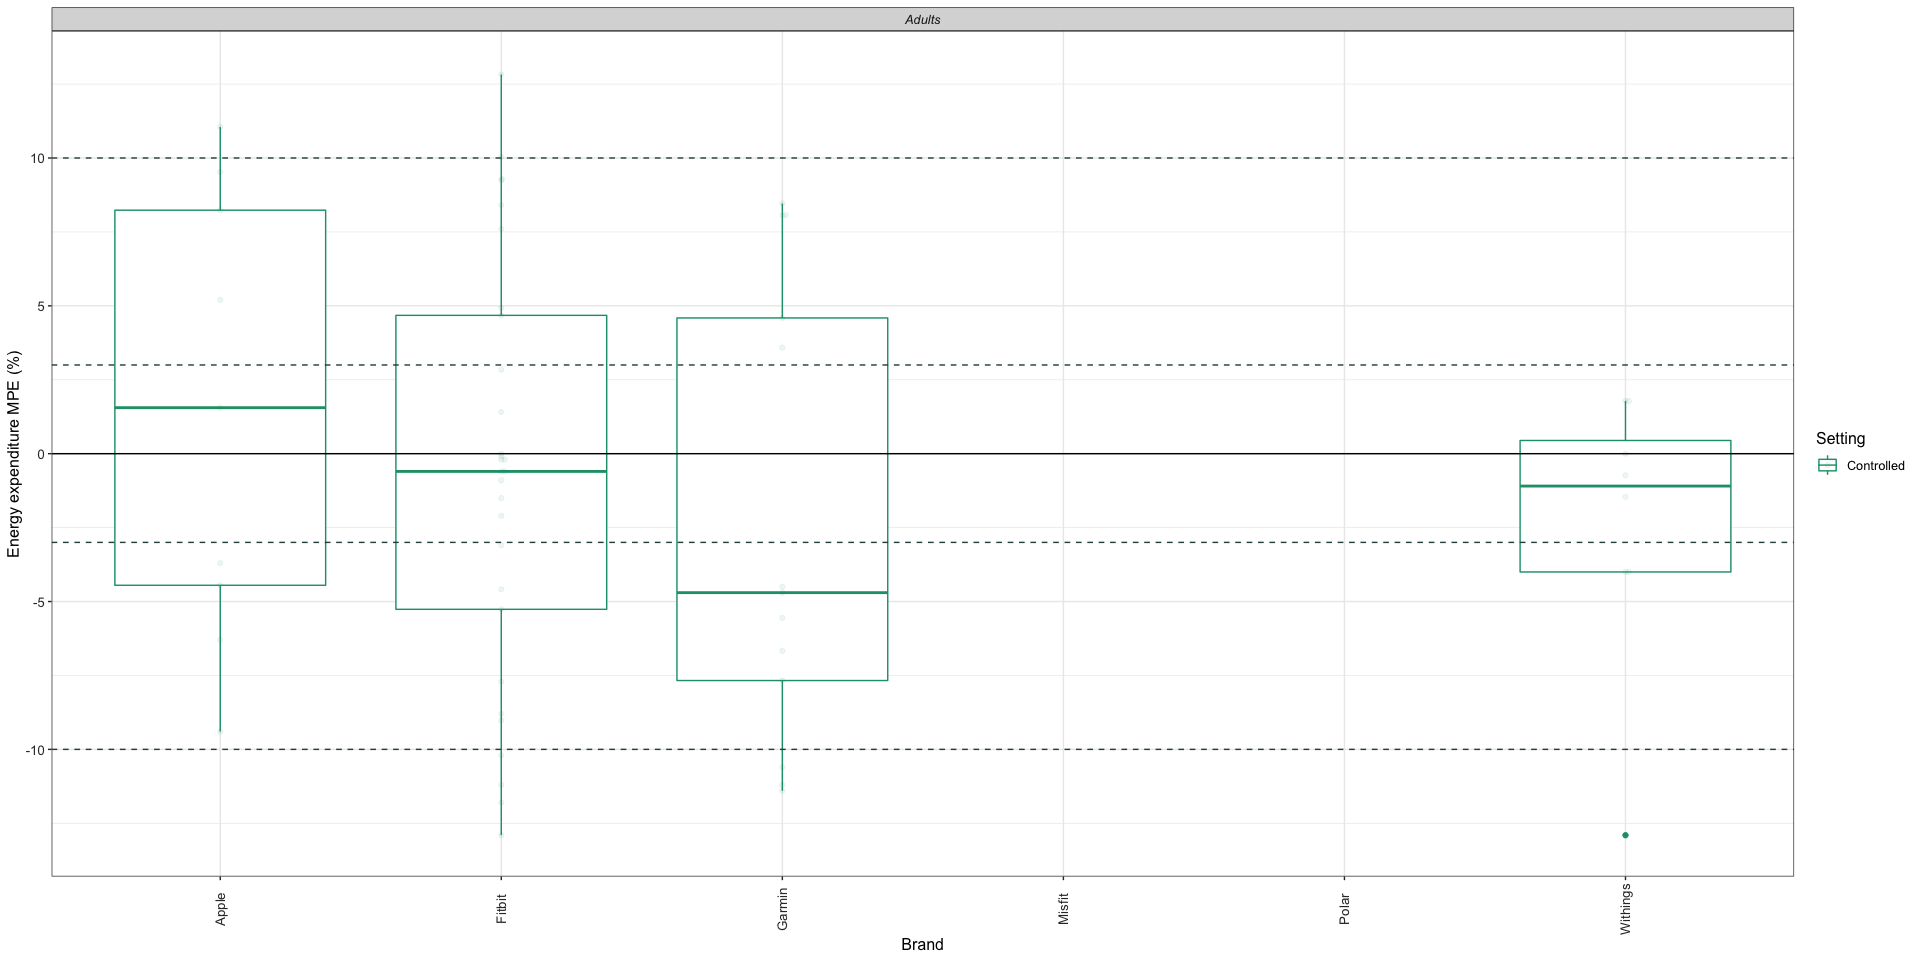 Adults
Energy expenditure MPE (%)
10
5
0
-5
-10
Apple
Fitbit
Garmin
Misfit
Polar
Withings
Brand
Setting
Controlled